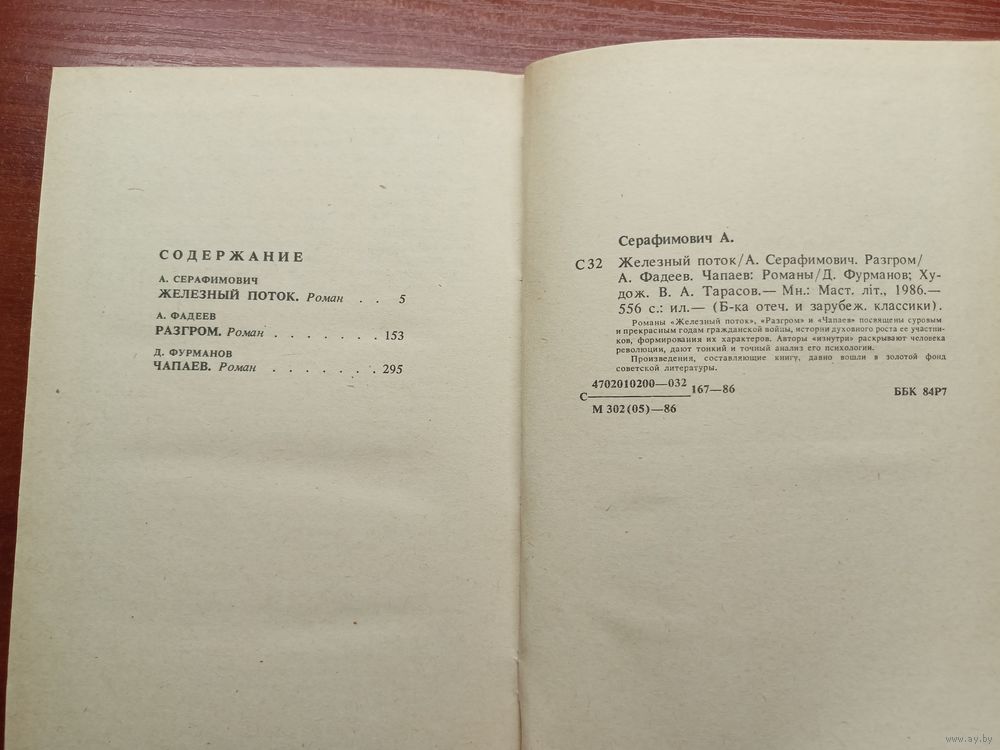 СОДЕРЖАНИЕ
А. СЕРАФИМОВИЧ
ЖЕЛЕЗНЫЙ ПОТОК. Роман . . 5
А. ФАДЕЕВ
РАЗГРОМ. Роман . . . . . . . 153
Д. ФУРМАНОВ
ЧАПАЕВ. Роман . . . . . . . 295
Серафимович А.
С 32 Железный поток/А. Серафимович. Разгром/
А. Фадеев. Чапаев: Романы/Д. Фурманов; Ху-
дож. В. А. Тарасов.— Мн.: Маст. літ., 1986.—
556 с.: ил.— (Б-ка отеч. и зарубеж. классики).
Романы «Железный поток», «Разгром» и «Чапаев» посвящены суровым
и прекрасным годам гражданской войны, истории духовного роста ее участни-
ков, формирования их характеров. Авторы «изнутри» раскрывают человека
революции, дают тонкий и точный анализ его психологии.
Произведения, составляющие книгу, давно вошли в золотой фонд
советской литературы.
С 4702010200—032 167—86
М 302(05)—86
ББК 84Р7
www.ay.by